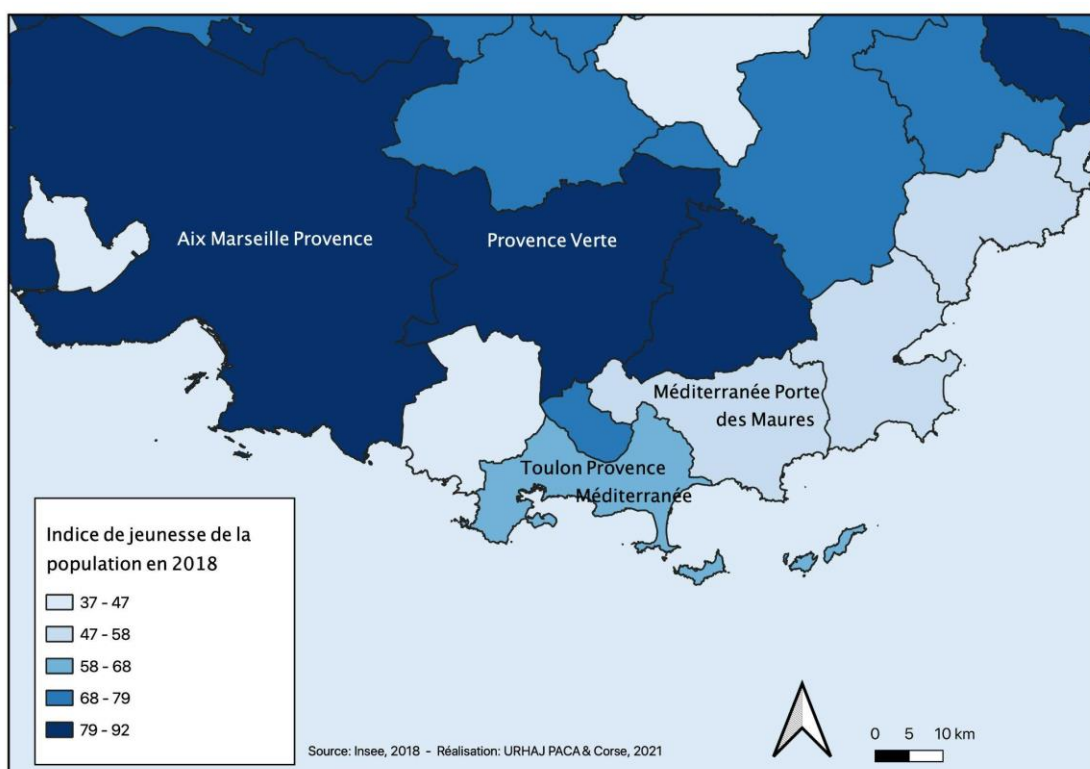 Aix Marseille Provence
Provence Verte
Méditerranée Porte
des Maures
Toulon Provence
Méditerranée
Indice de jeunesse de la
population en 2018
37 - 47
47 - 58
58 - 68
68 - 79
79 - 92
Source: Insee, 2018 - Réalisation: URHAJ PACA & Corse, 2021
0 5 10 km